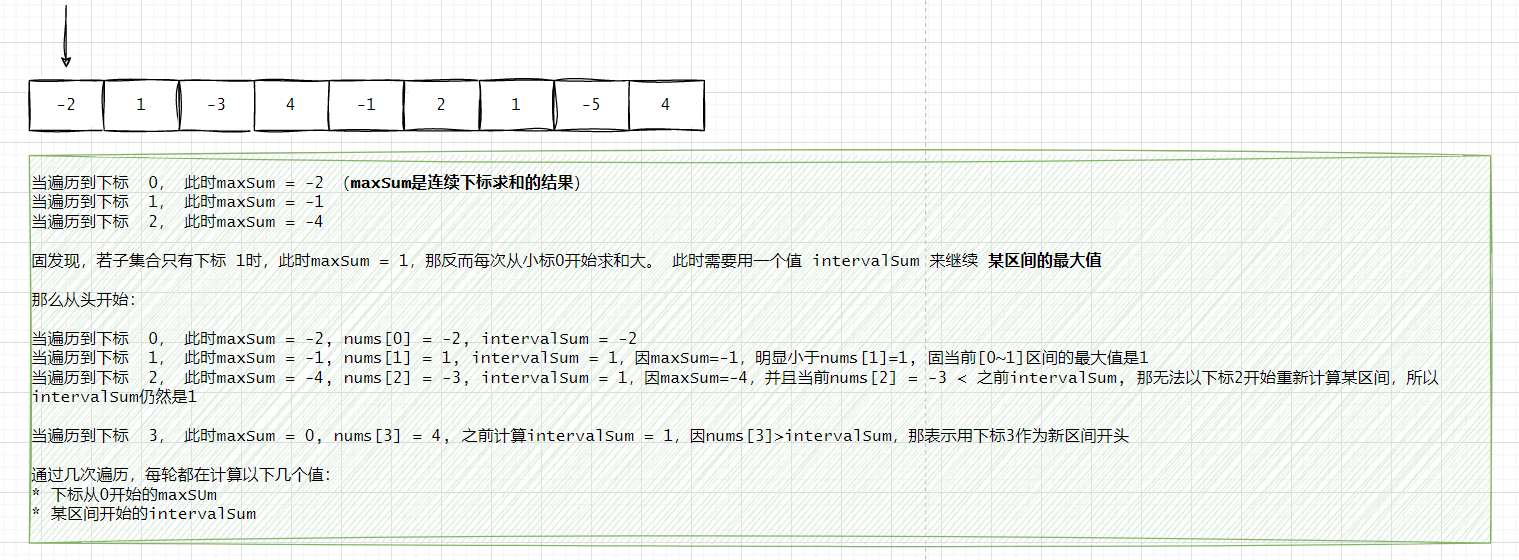 -2 1 -3 4 -1 2 1 -5 4
当遍历到下标 0, 此时maxSum = -2 （maxSum是连续下标求和的结果）
当遍历到下标 1, 此时maxSum = -1
当遍历到下标 2, 此时maxSum = -4
固发现，若子集合只有下标 1时，此时maxSum = 1，那反而每次从小标0开始求和大。 此时需要用一个值 intervalSum 来继续 某区间的最大值
那么从头开始：
当遍历到下标 0, 此时maxSum = -2, nums[0] = -2, intervalSum = -2
当遍历到下标 1, 此时maxSum = -1, nums[1] = 1, intervalSum = 1，因maxSum=-1，明显小于nums[1]=1, 固当前[0~1]区间的最大值是1
当遍历到下标 2, 此时maxSum = -4, nums[2] = -3, intervalSum = 1，因maxSum=-4，并且当前nums[2] = -3 < 之前intervalSum, 那无法以下标2开始重新计算某区间，所以
intervalSum仍然是1
当遍历到下标 3, 此时maxSum = 0, nums[3] = 4, 之前计算intervalSum = 1，因nums[3]>intervalSum，那表示用下标3作为新区间开头
通过几次遍历，每轮都在计算以下几个值：
* 下标从0开始的maxSUm
* 某区间开始的intervalSum